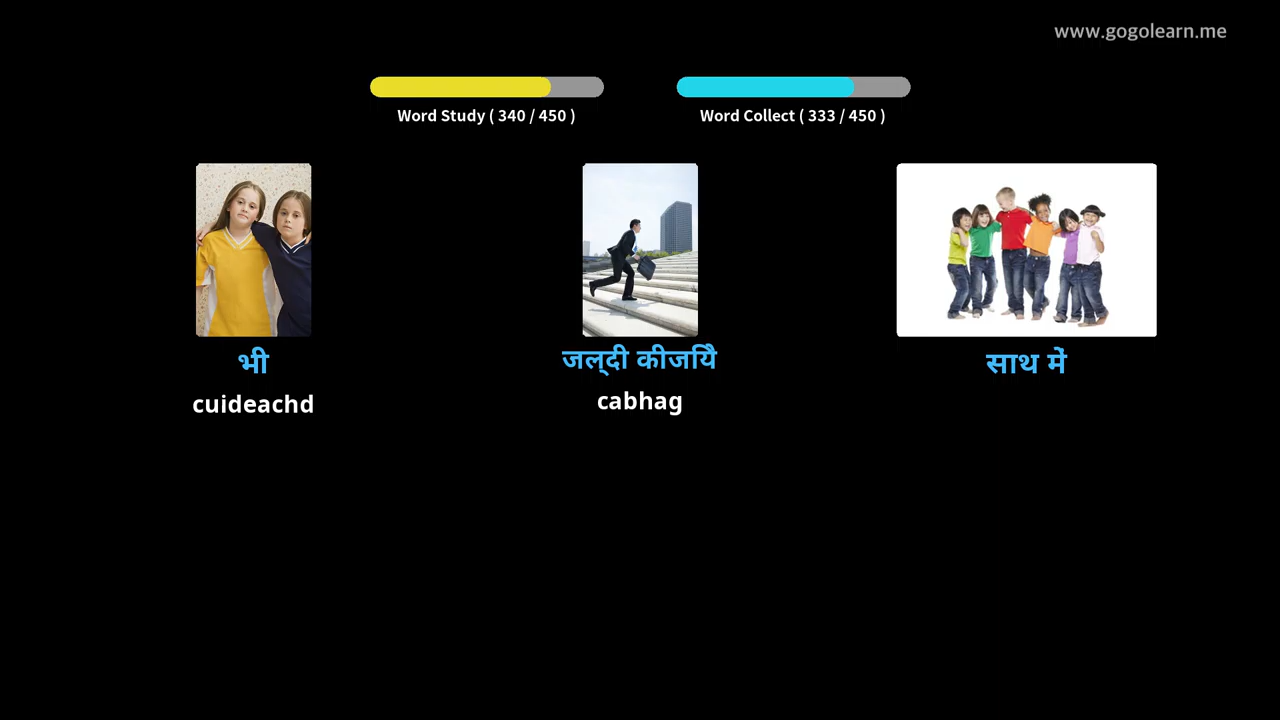 www.gogolearn.me
Word Study ( 340 / 450 )
Word Collect ( 333 / 450 )
भी
जल्दी कीजियै
साथ में
cuideachd
cabhag